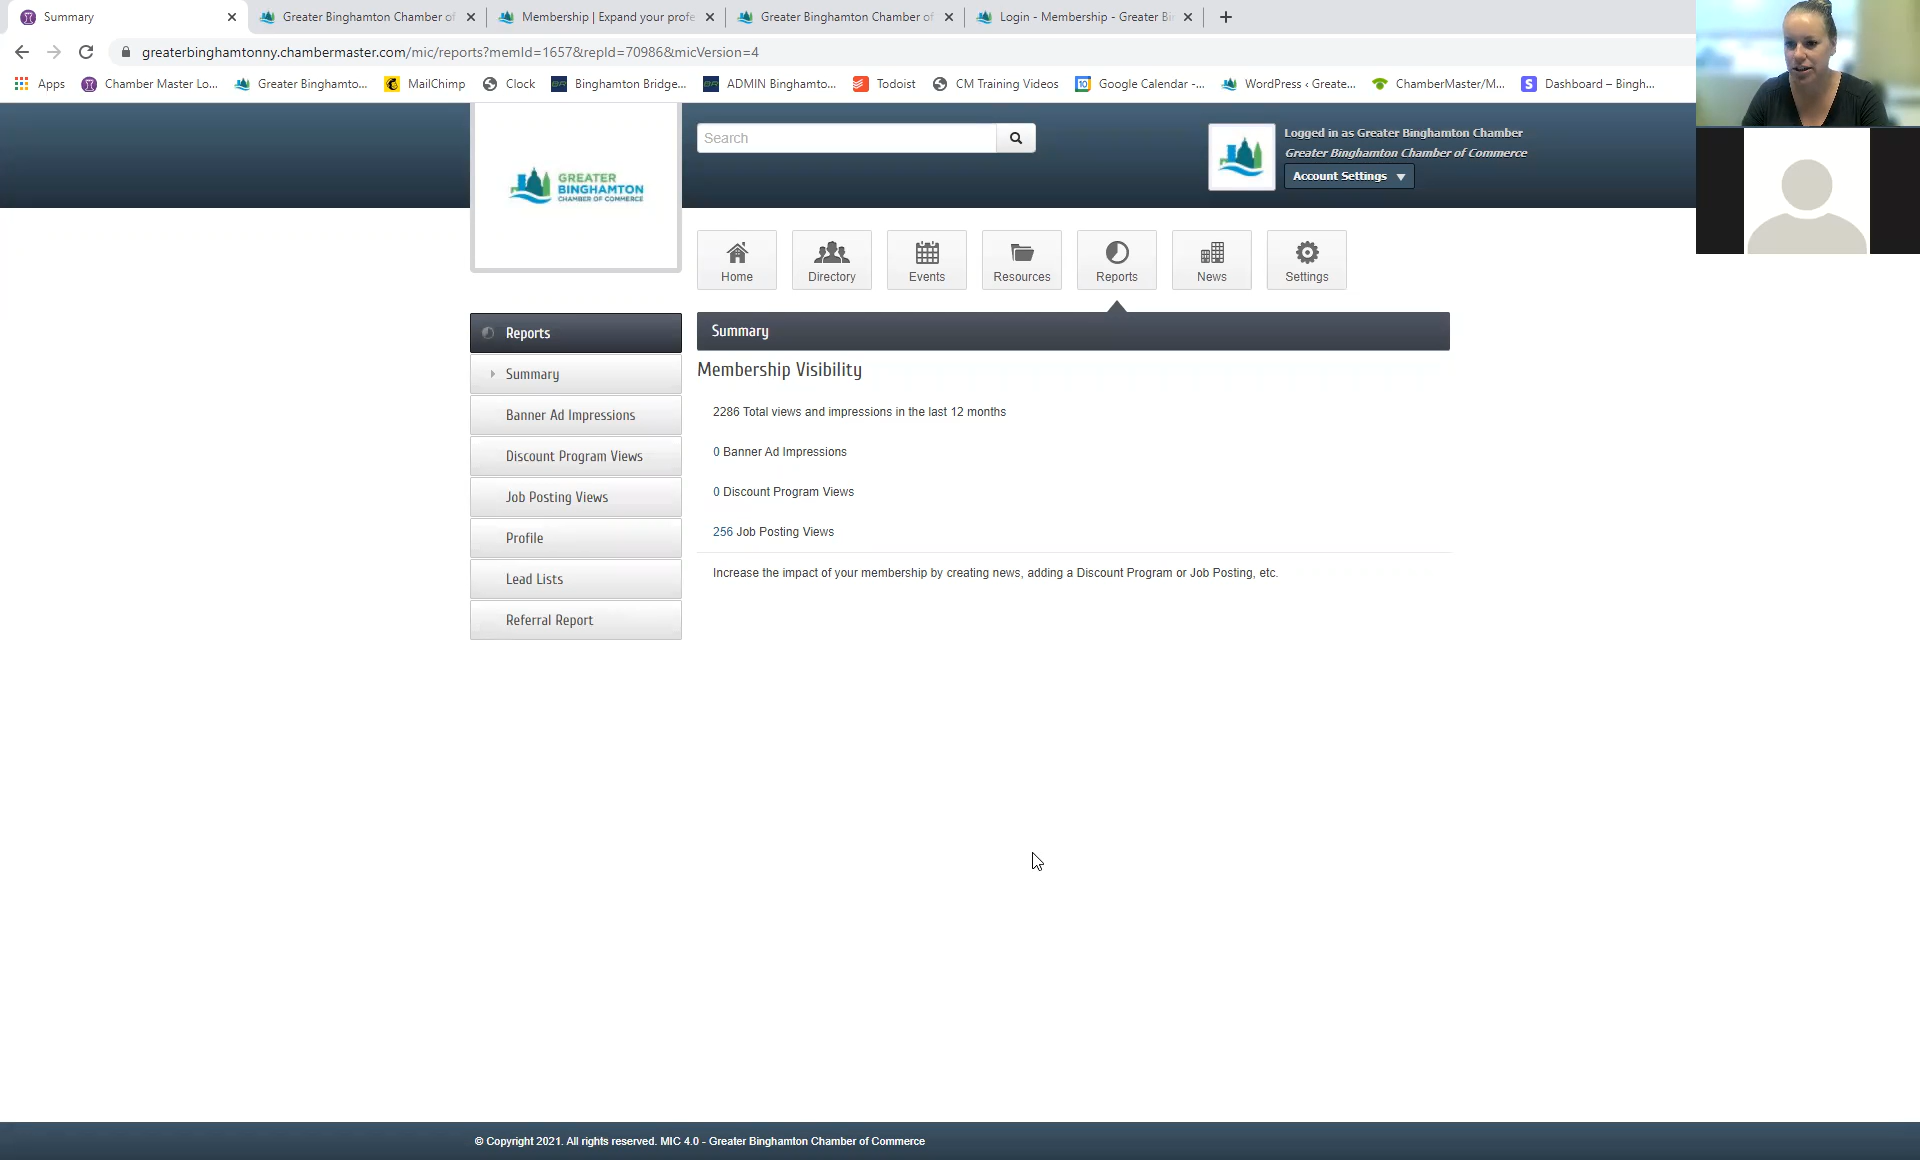 Summary
Greater Binghamton Chamber of
Membership | Expand your profe
Greater Binghamton Chamber of
Login - Membership - Greater Bi
greaterbinghamtonny.chambermaster.com/mic/reports?memId=1657&repId=70986&micVersion=4
Apps
Chamber Master Lo...
Greater Binghamto...
MailChimp
Clock
Binghamton Bridge...
ADMIN Binghamto...
Todoist
CM Training Videos
Google Calendar -...
WordPress ‹ Greate...
ChamberMaster/M...
Dashboard – Bingh...
GREATER
BINGHAMTON
CHAMBER OF COMMERCE
Search
Logged in as Greater Binghamton Chamber
Greater Binghamton Chamber of Commerce
Account Settings
Home
Directory
Events
Resources
Reports
News
Settings
Reports
Summary
Banner Ad Impressions
Discount Program Views
Job Posting Views
Profile
Lead Lists
Referral Report
Summary
Membership Visibility
2286 Total views and impressions in the last 12 months
0 Banner Ad Impressions
0 Discount Program Views
256 Job Posting Views
Increase the impact of your membership by creating news, adding a Discount Program or Job Posting, etc.
© Copyright 2021. All rights reserved. MIC 4.0 - Greater Binghamton Chamber of Commerce